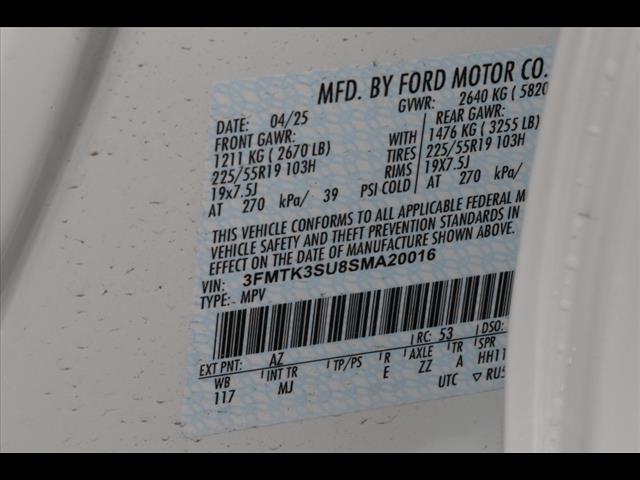 MFD. BY FORD MOTOR CO.
DATE: 04/25 GVWR: 2640 KG ( 5820
FRONT GAWR: REAR GAWR:
1211 KG ( 2670 LB) WITH 1476 KG ( 3255 LB)
225/55R19 103H TIRES 225/55R19 103H
19X7.5J RIMS 19X7.5J
AT 270 kPa/ 39 PSI COLD AT 270 kPa/
THIS VEHICLE CONFORMS TO ALL APPLICABLE FEDERAL M
VEHICLE SAFETY AND THEFT PREVENTION STANDARDS IN
EFFECT ON THE DATE OF MANUFACTURE SHOWN ABOVE.
VIN: 3FMTK3SU8SMA20016
TYPE: MPV
EXT PNT: AZ RC: 53 DSO:
WB INT TR TP/PS R AXLE TR SPR
117 MJ E ZZ A HH11
UTC ▽ RU